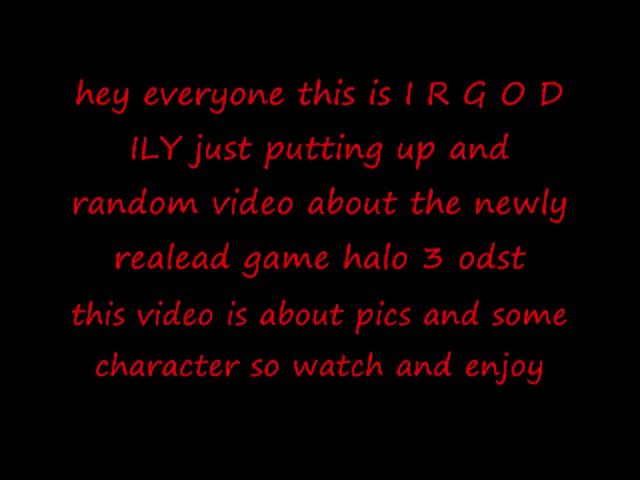 hey everyone this is I R G O D
ILY just putting up and
random video about the newly
realead game halo 3 odst
this video is about pics and some
character so watch and enjoy